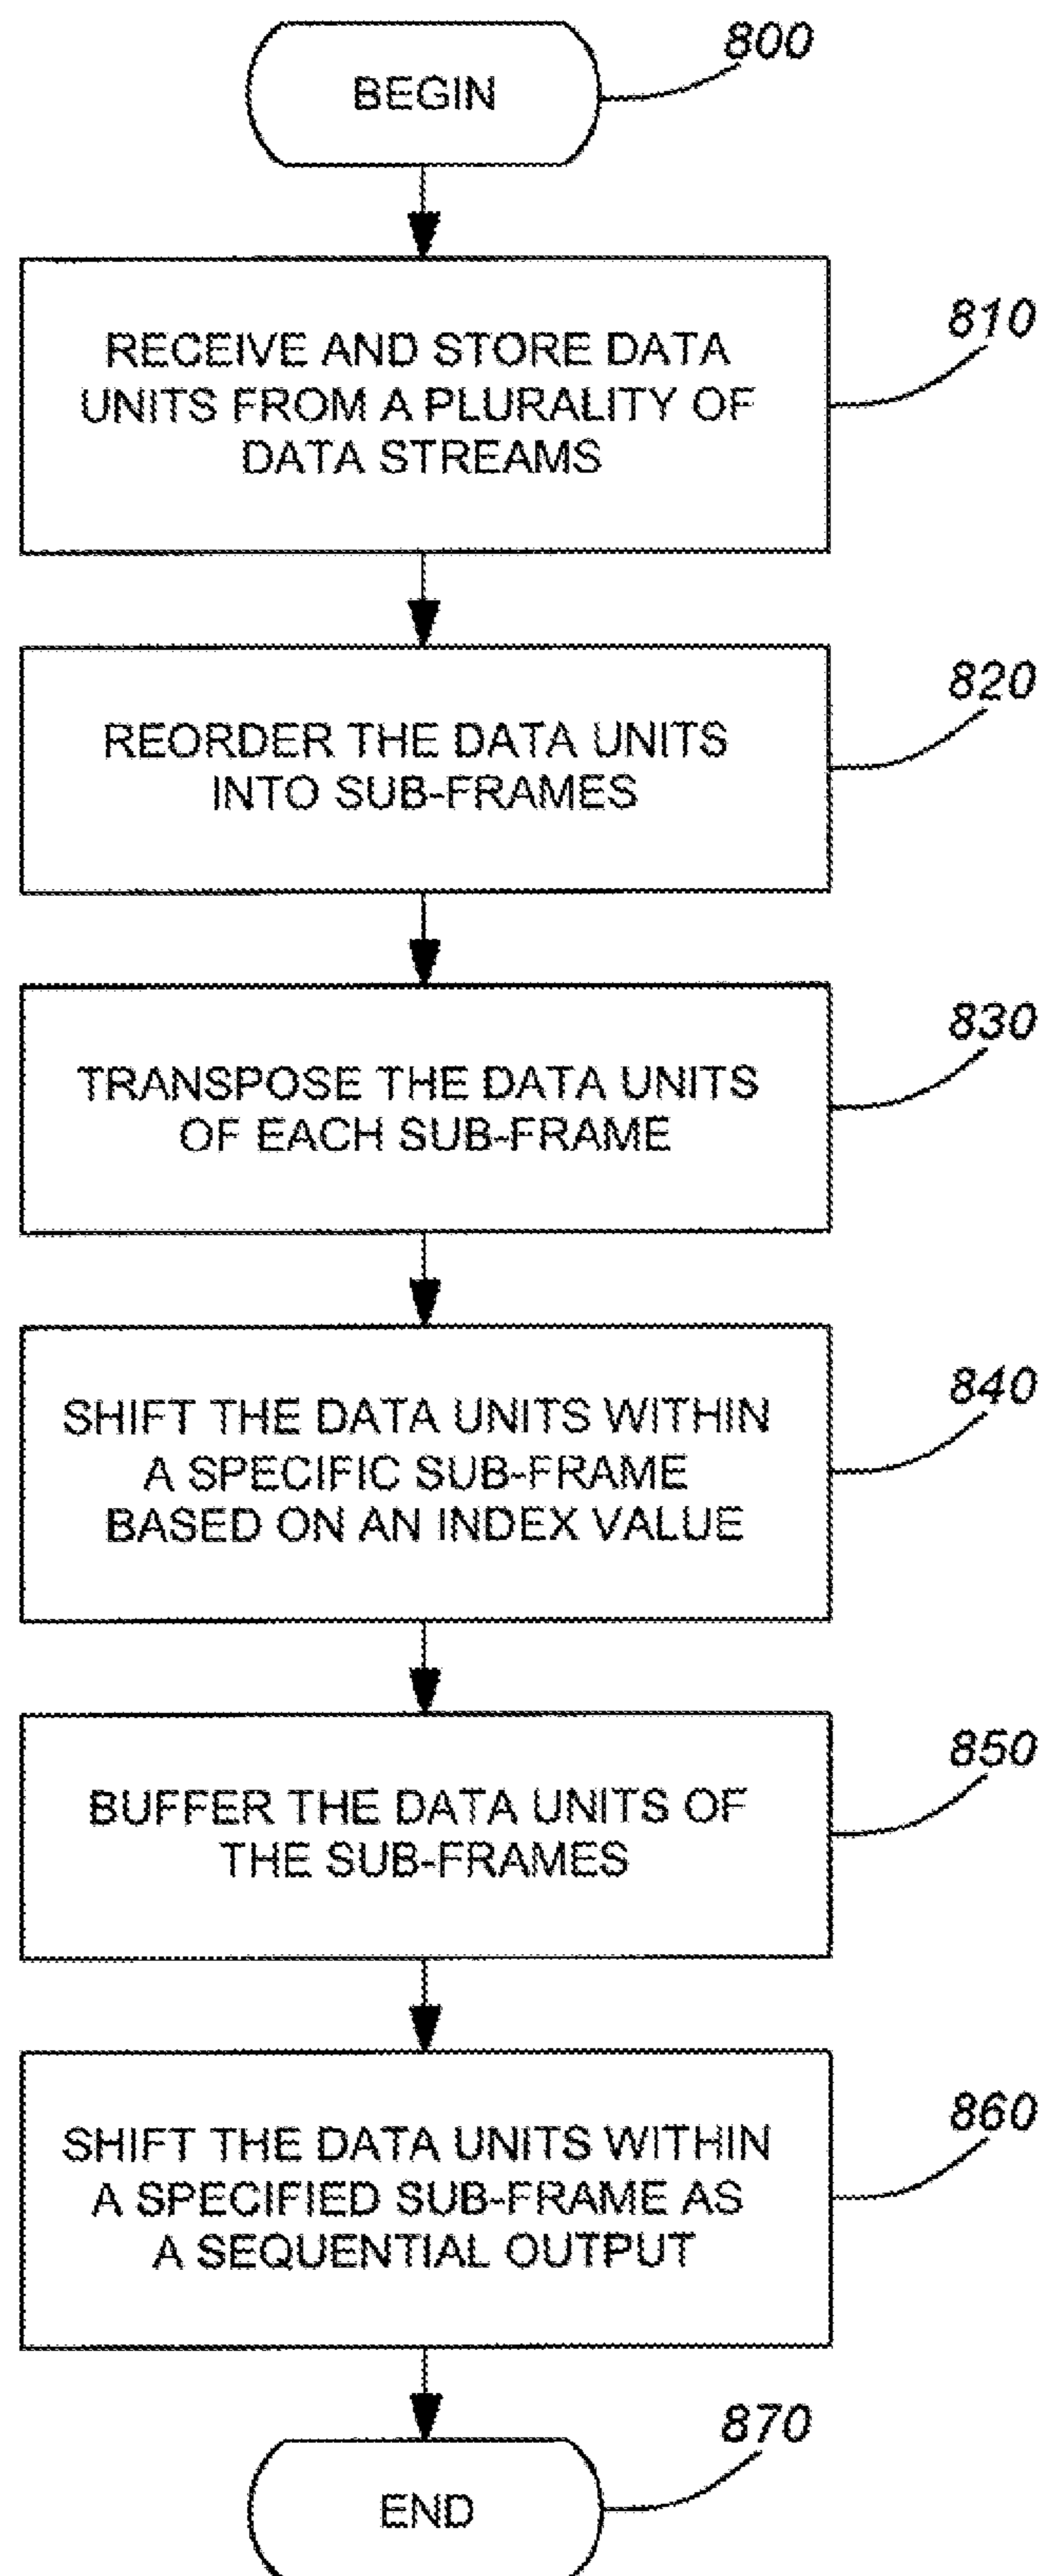 800
BEGIN
810
RECEIVE AND STORE DATA
UNITS FROM A PLURALITY OF
DATA STREAMS
820
REORDER THE DATA UNITS
INTO SUB-FRAMES
830
TRANSPOSE THE DATA UNITS
OF EACH SUB-FRAME
840
SHIFT THE DATA UNITS WITHIN
A SPECIFIC SUB-FRAME
BASED ON AN INDEX VALUE
850
BUFFER THE DATA UNITS OF
THE SUB-FRAMES
860
SHIFT THE DATA UNITS WITHIN
A SPECIFIED SUB-FRAME AS
A SEQUENTIAL OUTPUT
870
END